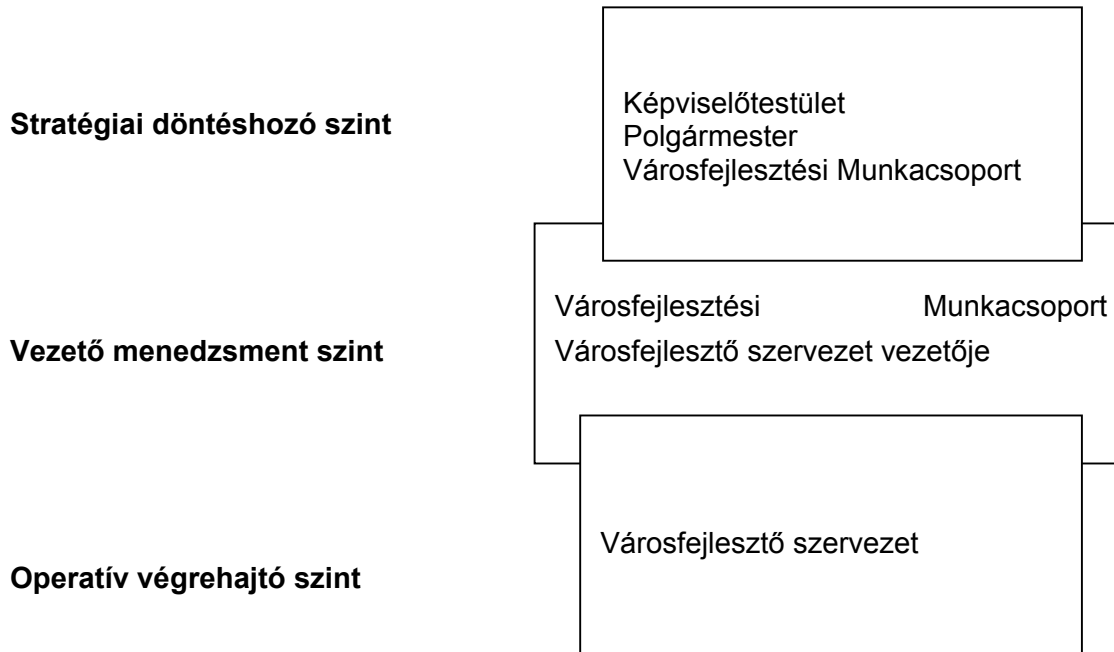 Stratégiai döntéshozó szint
Képviselőtestület
Polgármester
Városfejlesztési Munkacsoport
Városfejlesztési Munkacsoport
Vezető menedzsment szint
Városfejlesztő szervezet vezetője
Városfejlesztő szervezet
Operatív végrehajtó szint